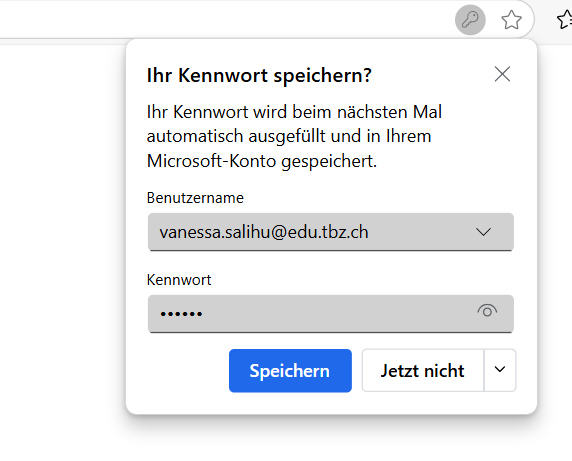 Ihr Kennwort speichern?
Ihr Kennwort wird beim nächsten Mal
automatisch ausgefüllt und in Ihrem
Microsoft-Konto gespeichert.
Benutzername
vanessa.salihu@edu.tbz.ch
Kennwort
••••••
Speichern
Jetzt nicht